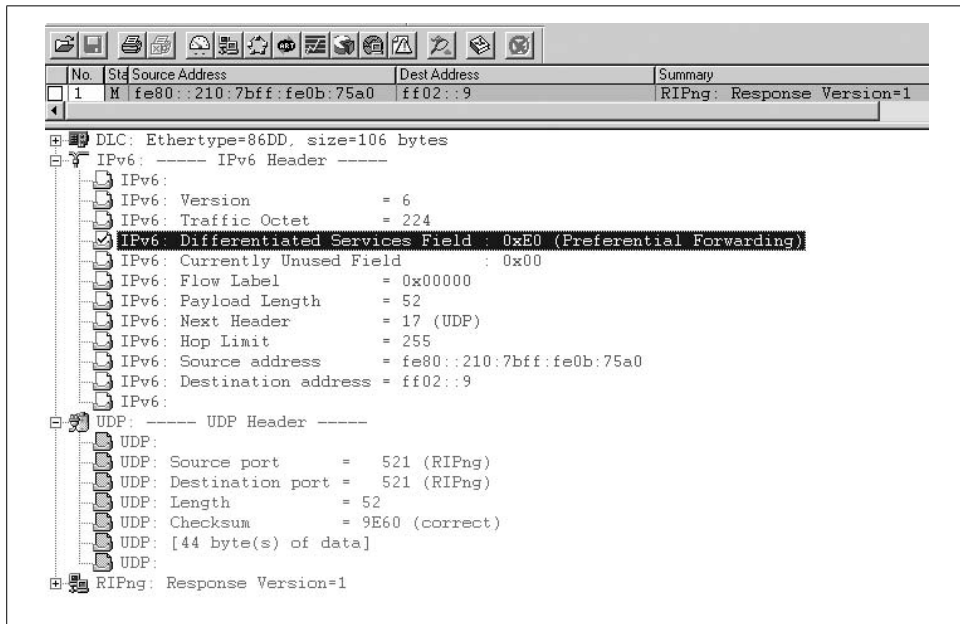 No. Sta Source Address Dest Address Summary
1 M fe80::210:7bff:fe0b:75a0 ff02::9 RIPng: Response Version=1
DLC: Ethertype=86DD, size=106 bytes
IPv6: ----- IPv6 Header -----
IPv6:
IPv6: Version = 6
IPv6: Traffic Octet = 224
IPv6: Differentiated Services Field : 0xE0 (Preferential Forwarding)
IPv6: Currently Unused Field : 0x00
IPv6: Flow Label = 0x00000
IPv6: Payload Length = 52
IPv6: Next Header = 17 (UDP)
IPv6: Hop Limit = 255
IPv6: Source address = fe80::210:7bff:fe0b:75a0
IPv6: Destination address = ff02::9
IPv6:
UDP: ----- UDP Header -----
UDP:
UDP: Source port = 521 (RIPng)
UDP: Destination port = 521 (RIPng)
UDP: Length = 52
UDP: Checksum = 9E60 (correct)
UDP: [44 byte(s) of data]
UDP:
RIPng: Response Version=1